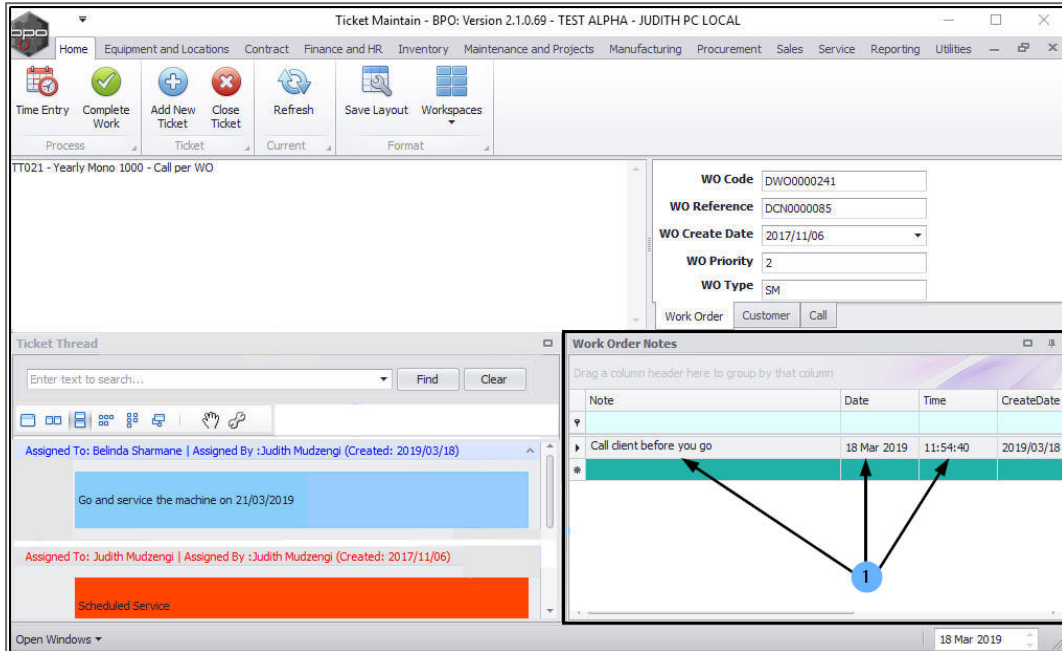 bpo
Ticket Maintain - BPO: Version 2.1.0.69 - TEST ALPHA - JUDITH PC LOCAL
Home Equipment and Locations Contract Finance and HR Inventory Maintenance and Projects Manufacturing Procurement Sales Service Reporting Utilities
Time Entry Complete Work Add New Ticket Close Ticket Refresh Save Layout Workspaces
Process Ticket Current Format
TT021 - Yearly Mono 1000 - Call per WO
WO Code DWO0000241
WO Reference DCN0000085
WO Create Date 2017/11/06
WO Priority 2
WO Type SM
Work Order Customer Call
Ticket Thread
Enter text to search... Find Clear
Assigned To: Belinda Sharmane | Assigned By :Judith Mudzengi (Created: 2019/03/18)
Go and service the machine on 21/03/2019
Assigned To: Judith Mudzengi | Assigned By :Judith Mudzengi (Created: 2017/11/06)
Scheduled Service
Work Order Notes
Drag a column header here to group by that column
Note Date Time CreateDate
Call client before you go 18 Mar 2019 11:54:40 2019/03/18
1
Open Windows 18 Mar 2019